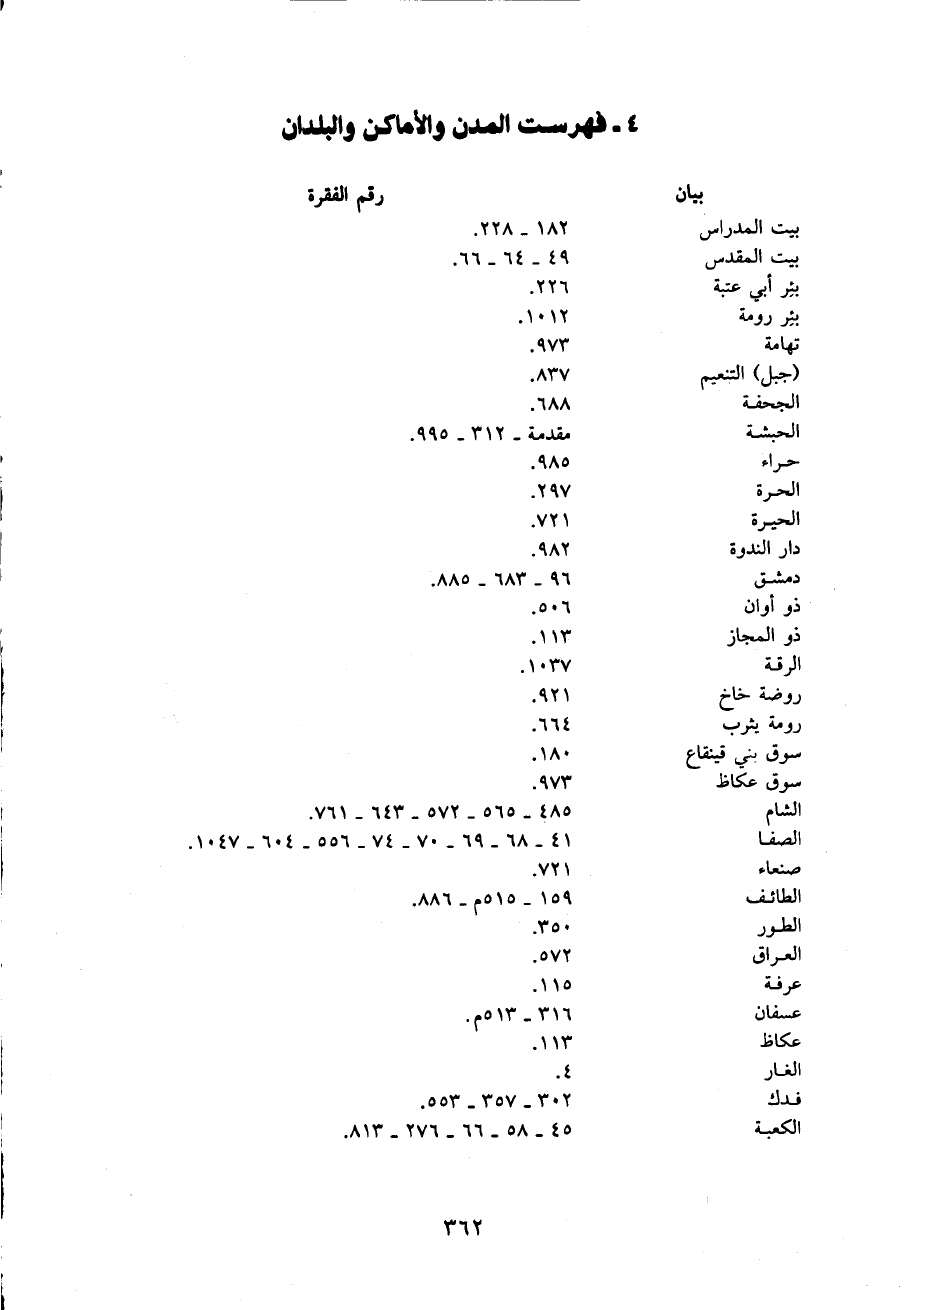 ٤ ـ فهرست المدن والأماكن والبلدان
بيان رقم الفقرة
بيت المدراس ١٨٢ ـ ٢٢٨.
بيت المقدس ٤٩ ـ ٦٤ ـ ٦٦.
بئر أبي عتبة ٢٢٦.
بئر رومة ١٠١٢.
تهامة ٩٧٣.
(جبل) التنعيم ٨٣٧.
الجحفة ٦٨٨.
الحبشة مقدمة ـ ٣١٢ ـ ٩٩٥.
حراء ٩٨٥.
الحرة ٢٩٧.
الحيرة ٧٢١.
دار الندوة ٩٨٢.
دمشق ٩٦ ـ ٦٨٣ ـ ٨٨٥.
ذو أوان ٥٠٦.
ذو المجاز ١١٣.
الرقة ١٠٣٧.
روضة خاخ ٩٢١.
رومة يثرب ٦٦٤.
سوق بني قينقاع ١٨٠.
سوق عكاظ ٩٧٣.
الشام ٤٨٥ ـ ٥٦٥ ـ ٥٧٢ ـ ٦٤٣ ـ ٧٦١.
الصفا ٤١ ـ ٦٨ ـ ٦٩ ـ ٧٠ ـ ٧٤ ـ ٥٥٦ ـ ٦٠٤ ـ ١٠٤٧.
صنعاء ٧٢١.
الطائف ١٥٩ ـ ٥١٥م ـ ٨٨٦.
الطور ٣٥٠.
العراق ٥٧٢.
عرفة ١١٥.
عسفان ٣١٦ ـ ٥١٣م.
عكاظ ١١٣.
الغار ٤.
فدك ٣٠٢ ـ ٣٥٧ ـ ٥٥٣.
الكعبة ٤٥ ـ ٥٨ ـ ٦٦ ـ ٢٧٦ ـ ٨١٣.
٣٦٢